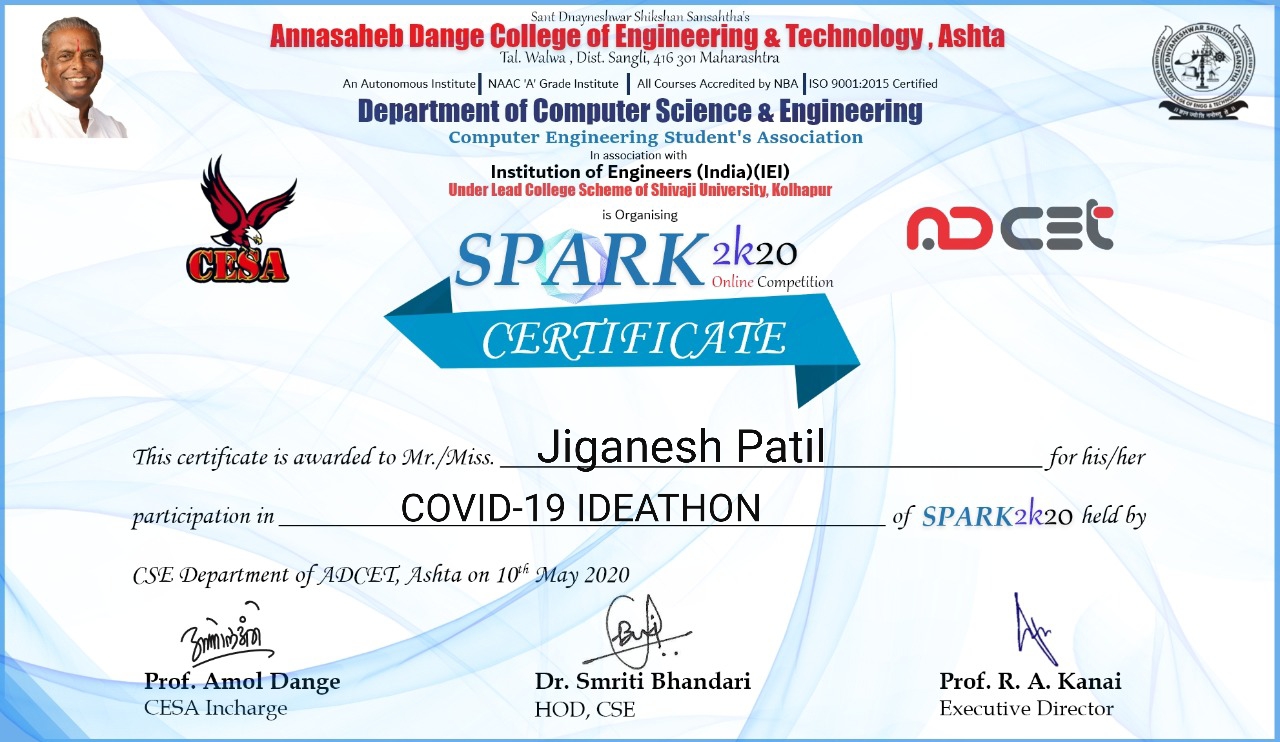 Sant Dnayneshwar Shikshan Sansahtha's
Annasaheb Dange College of Engineering & Technology , Ashta
Tal. Walwa , Dist. Sangli, 416 301 Maharashtra
An Autonomous Institute | NAAC 'A' Grade Institute | All Courses Accredited by NBA | ISO 9001:2015 Certified
Department of Computer Science & Engineering
Computer Engineering Student's Association
In association with
Institution of Engineers (India)(IEI)
Under Lead College Scheme of Shivaji University, Kolhapur
is Organising
CESA
SPARK 2k20
Online Competition
ADCET
CERTIFICATE
This certificate is awarded to Mr./Miss. Jiganesh Patil for his/her
participation in COVID-19 IDEATHON of SPARK2k20 held by
CSE Department of ADCET, Ashta on 10th May 2020
Prof. Amol Dange
CESA Incharge
Dr. Smriti Bhandari
HOD, CSE
Prof. R. A. Kanai
Executive Director